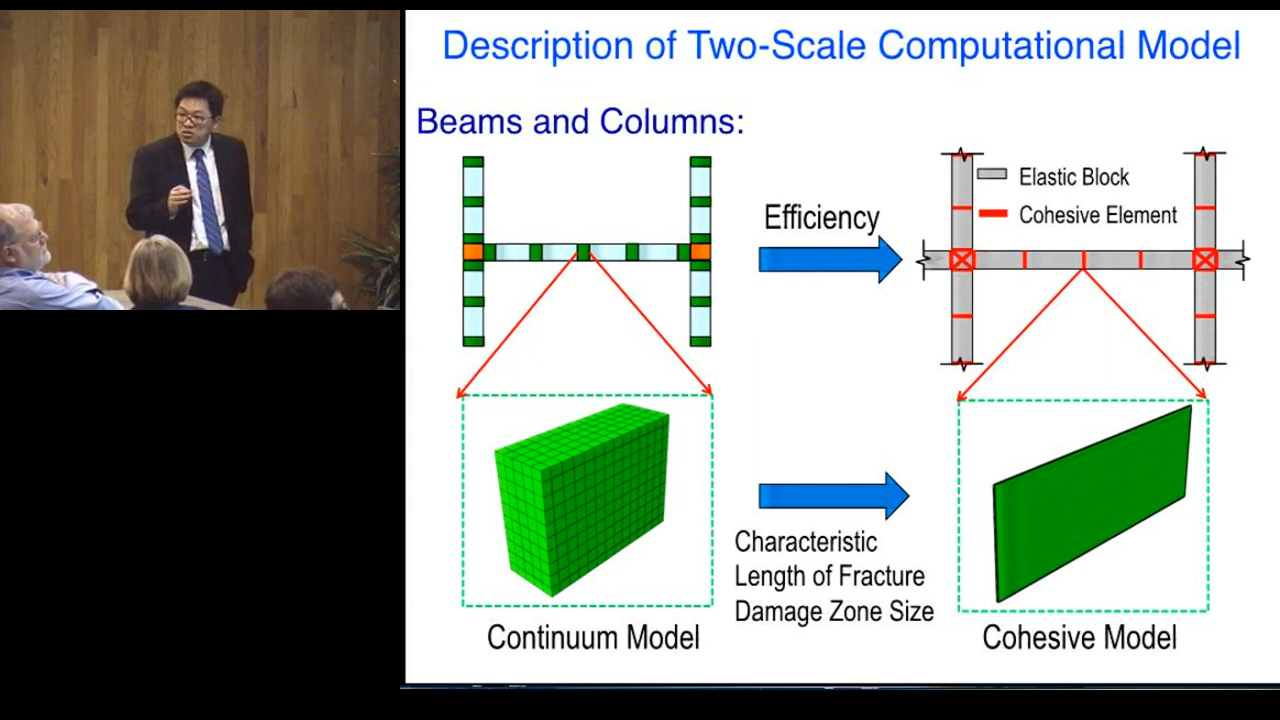 Description of Two-Scale Computational Model
Beams and Columns:
Efficiency
Elastic Block
Cohesive Element
Characteristic
Length of Fracture
Damage Zone Size
Continuum Model
Cohesive Model